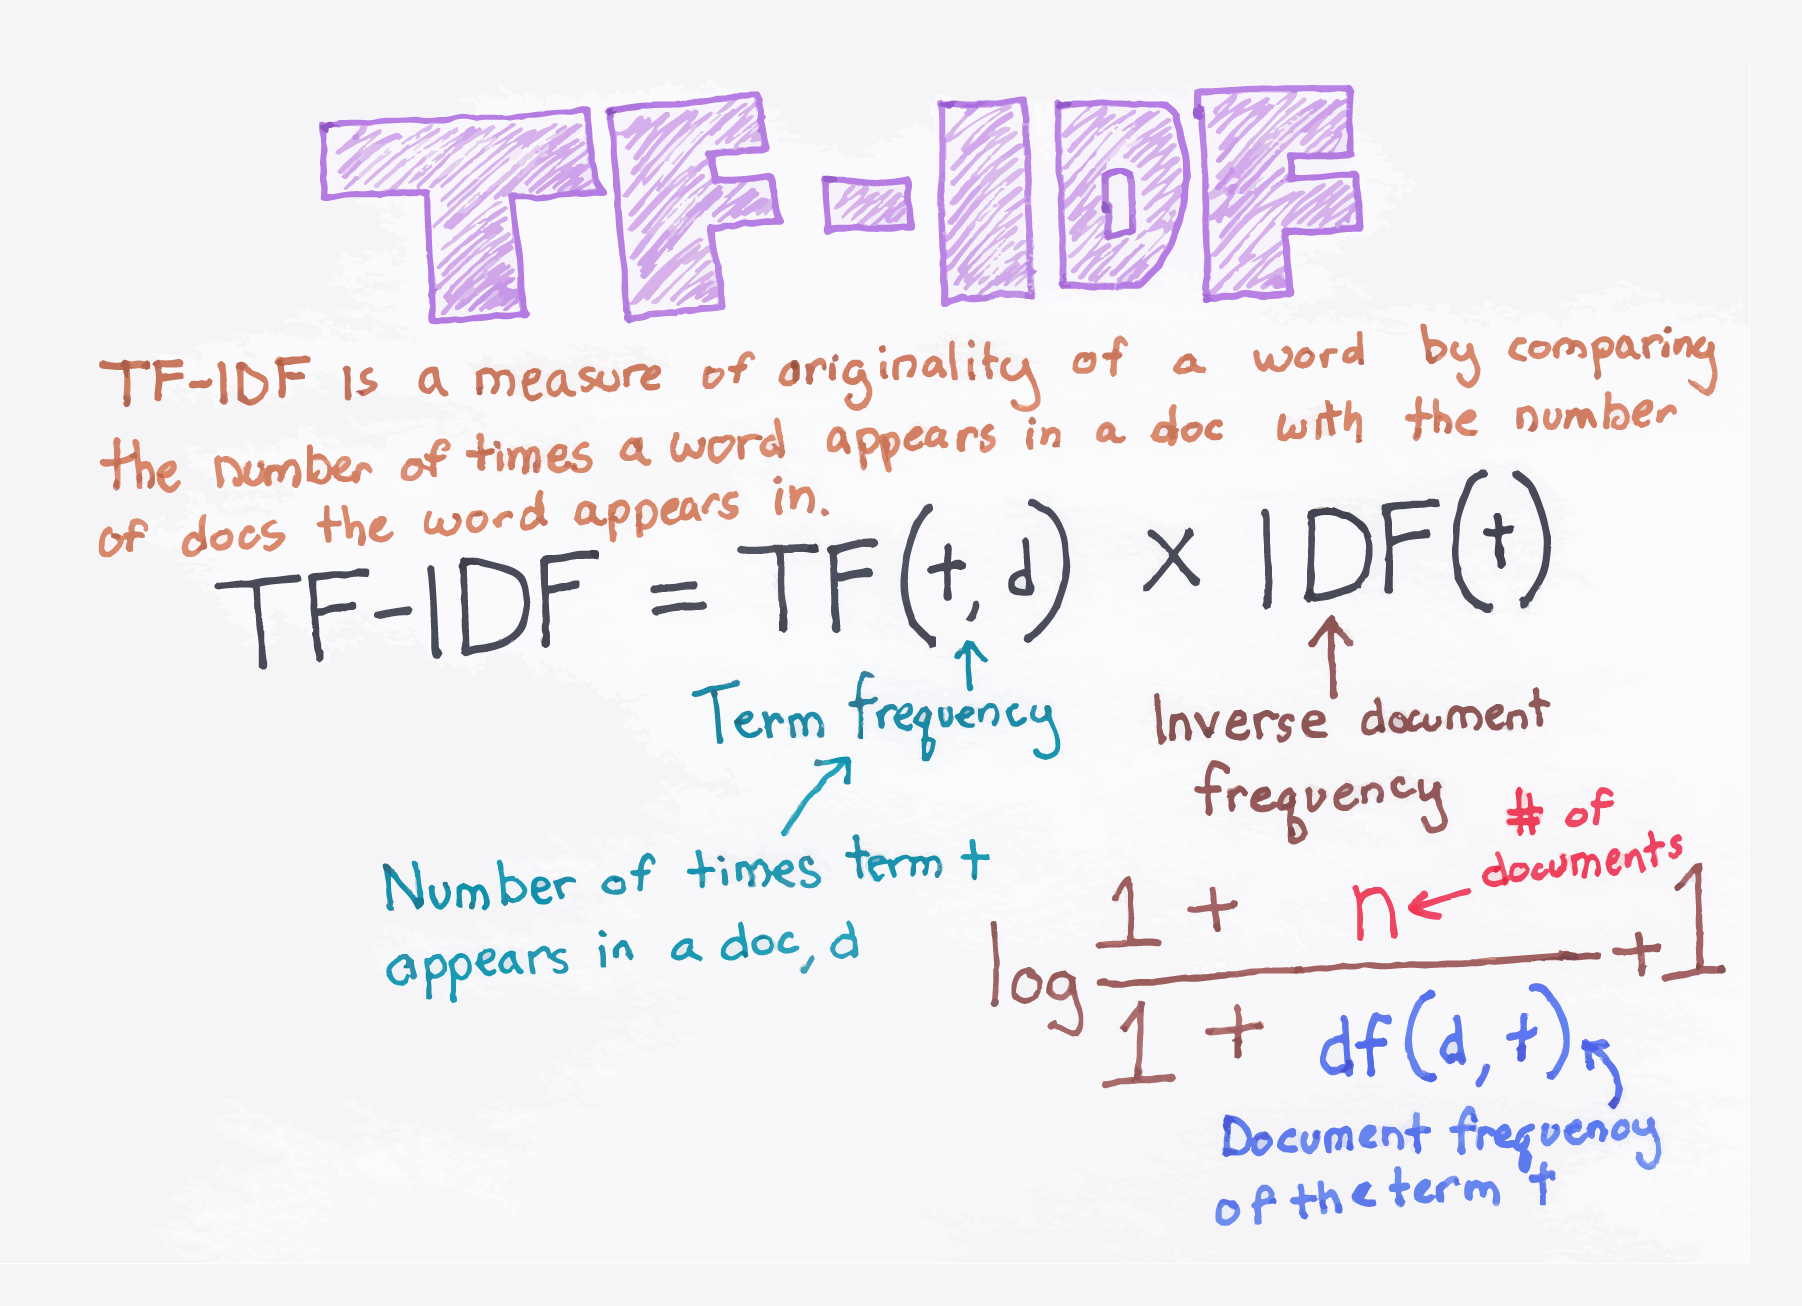 TF-IDF
TF-IDF is a measure of originality of a word by comparing
the number of times a word appears in a doc with the number
of docs the word appears in.
TF-IDF = TF(t, d) × IDF(t)
Term frequency
Inverse document
frequency
Number of times term t
appears in a doc, d
# of
documents
log (1 + n) / (1 + df(d, t)) + 1
Document frequency
of the term t